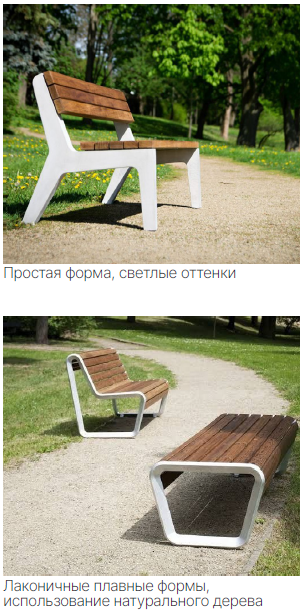 Простая форма, светлые оттенки
Лаконичные плавные формы,
использование натурального дерева